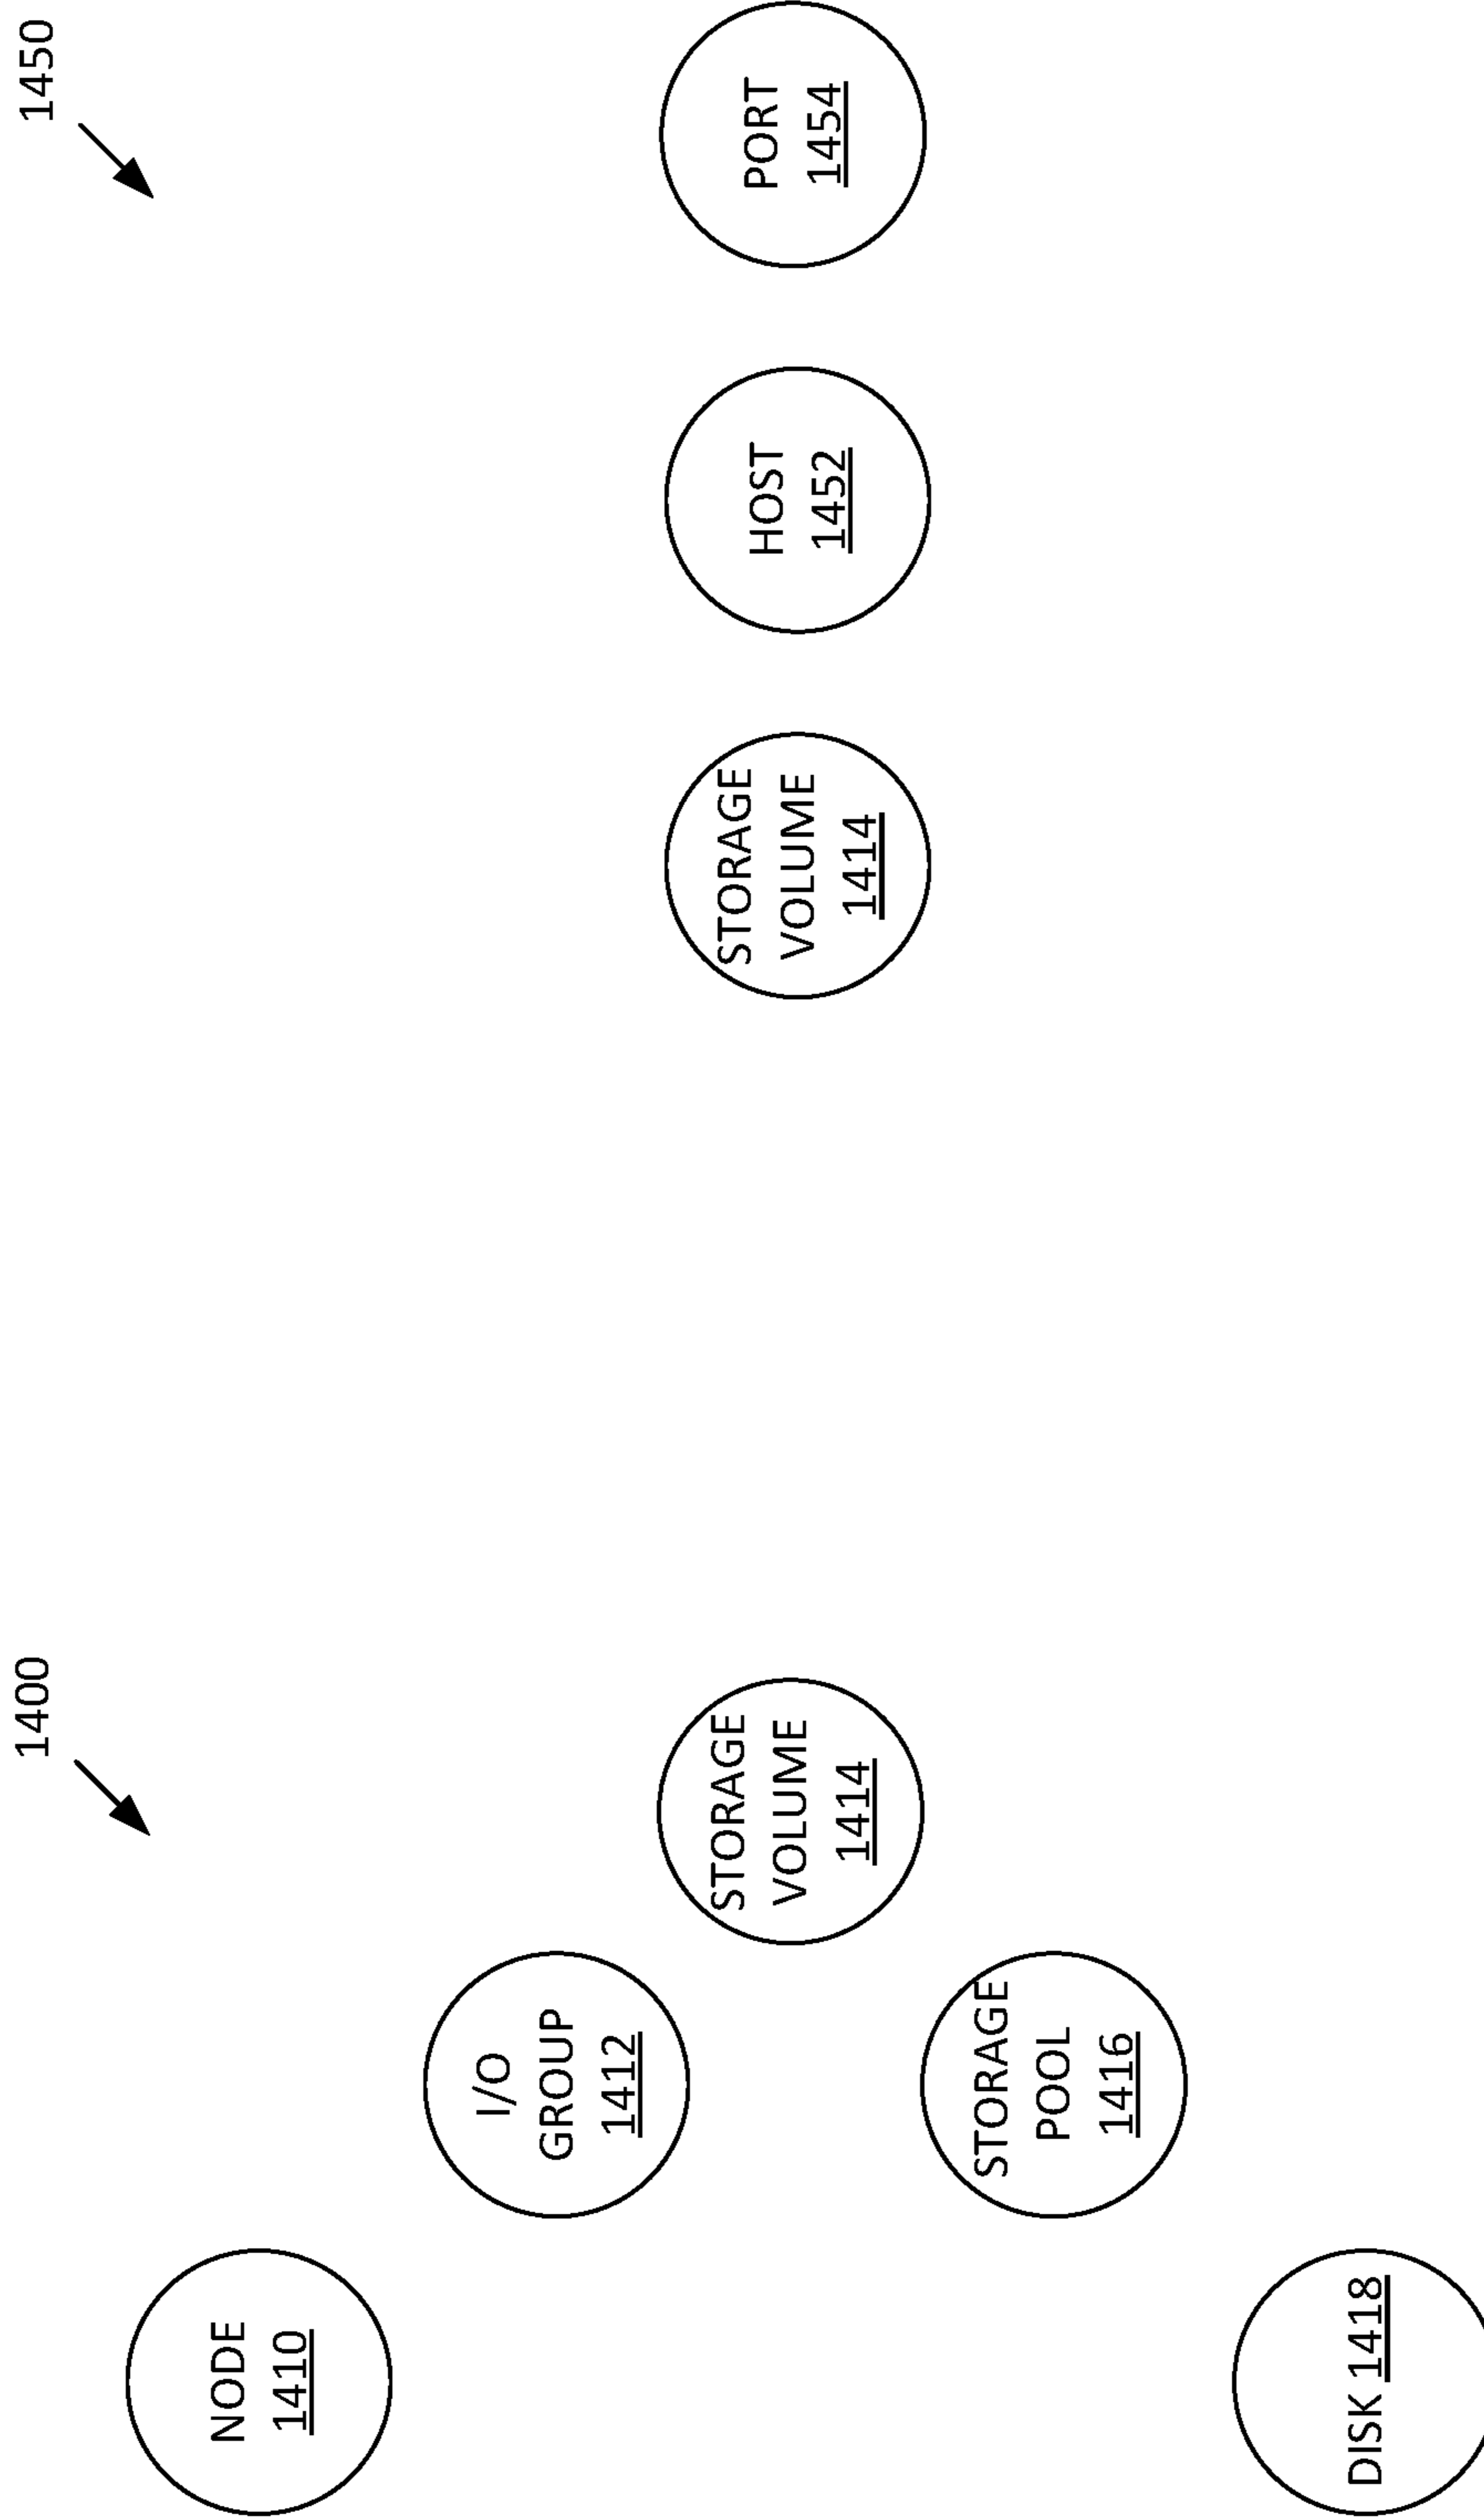 1400
NODE
1410
I/O
GROUP
1412
STORAGE
VOLUME
1414
STORAGE
POOL
1416
DISK 1418
1450
STORAGE
VOLUME
1414
HOST
1452
PORT
1454